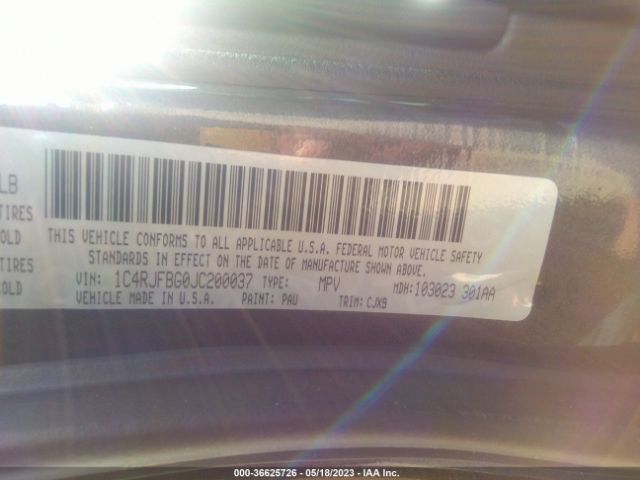 LB
TIRES
OLD
TIRES
OLD
THIS VEHICLE CONFORMS TO ALL APPLICABLE U.S.A. FEDERAL MOTOR VEHICLE SAFETY
STANDARDS IN EFFECT ON THE DATE OF MANUFACTURE SHOWN ABOVE.
VIN: 1C4RJFBG0JC200037 TYPE: MPV MDH: 103023 301AA
VEHICLE MADE IN U.S.A. PAINT: PAU TRIM: CJX9
000-36625726 - 05/18/2023 - IAA Inc.